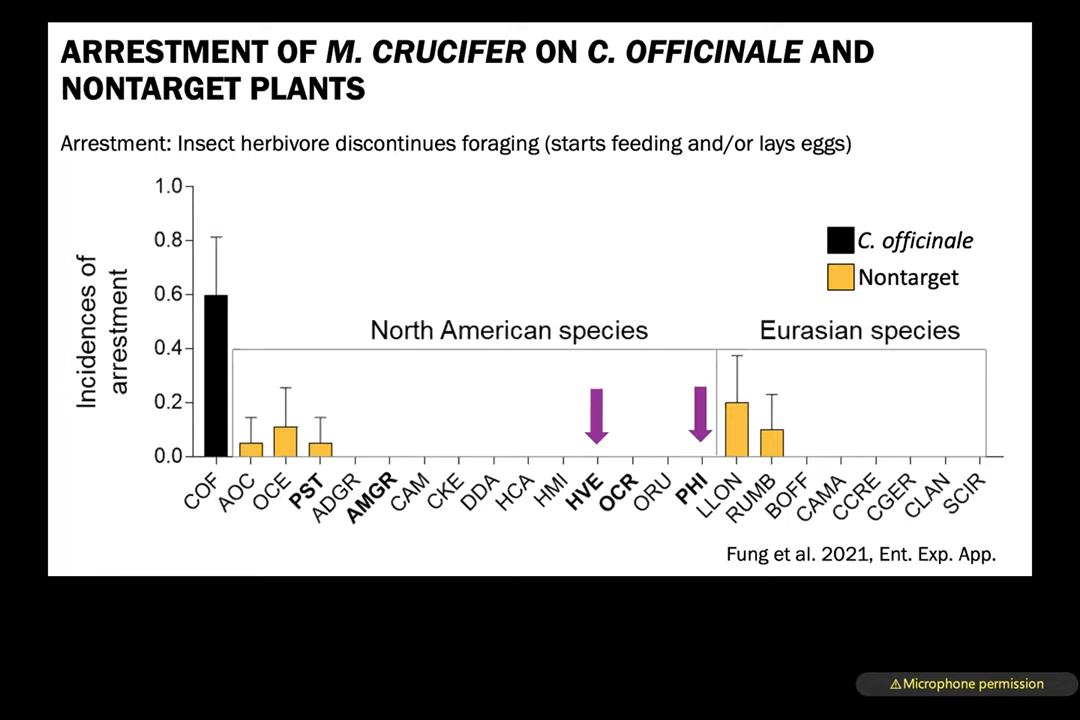 ARRESTMENT OF M. CRUCIFER ON C. OFFICINALE AND
NONTARGET PLANTS
Arrestment: Insect herbivore discontinues foraging (starts feeding and/or lays eggs)
Incidences of
arrestment
1.0
0.8
0.6
0.4
0.2
0.0
C. officinale
Nontarget
North American species
Eurasian species
COF
AOC
OCE
PST
ADGR
AMGR
CAM
CKE
DDA
HCA
HMI
HVE
OCR
ORU
PHI
LLON
RUMB
BOFF
CAMA
CCRE
CGER
CLAN
SCIR
Fung et al. 2021, Ent. Exp. App.
⚠Microphone permission